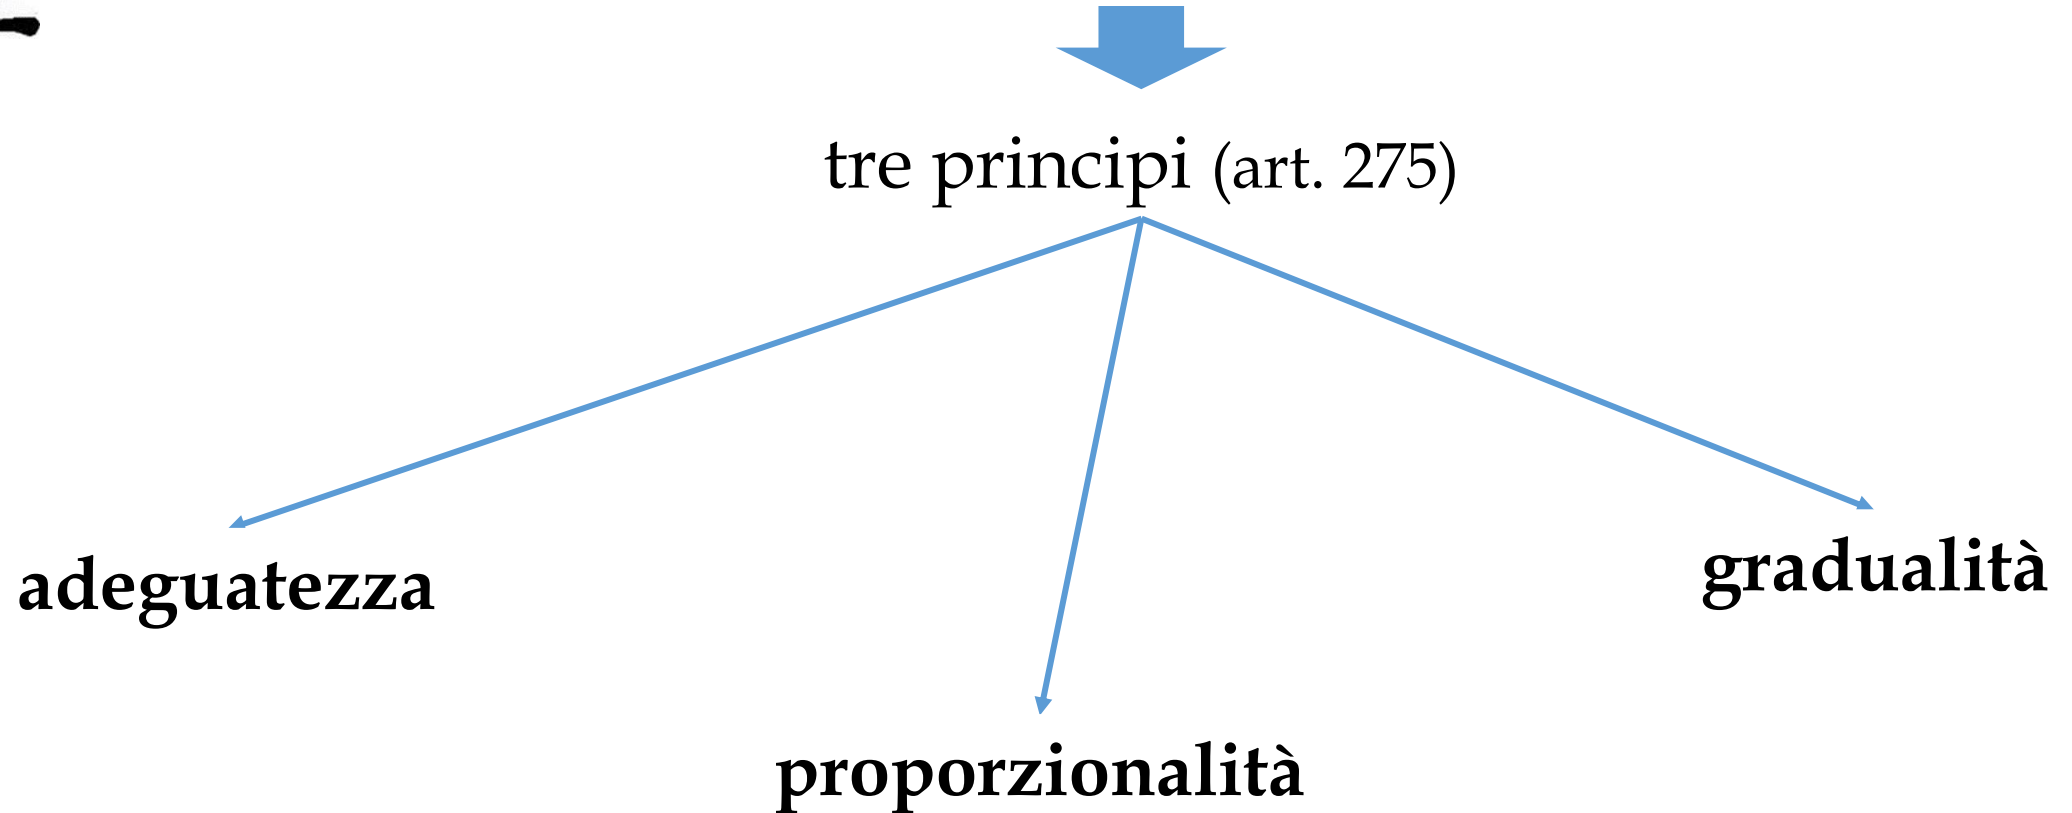 tre principi (art. 275)
adeguatezza
gradualità
proporzionalità